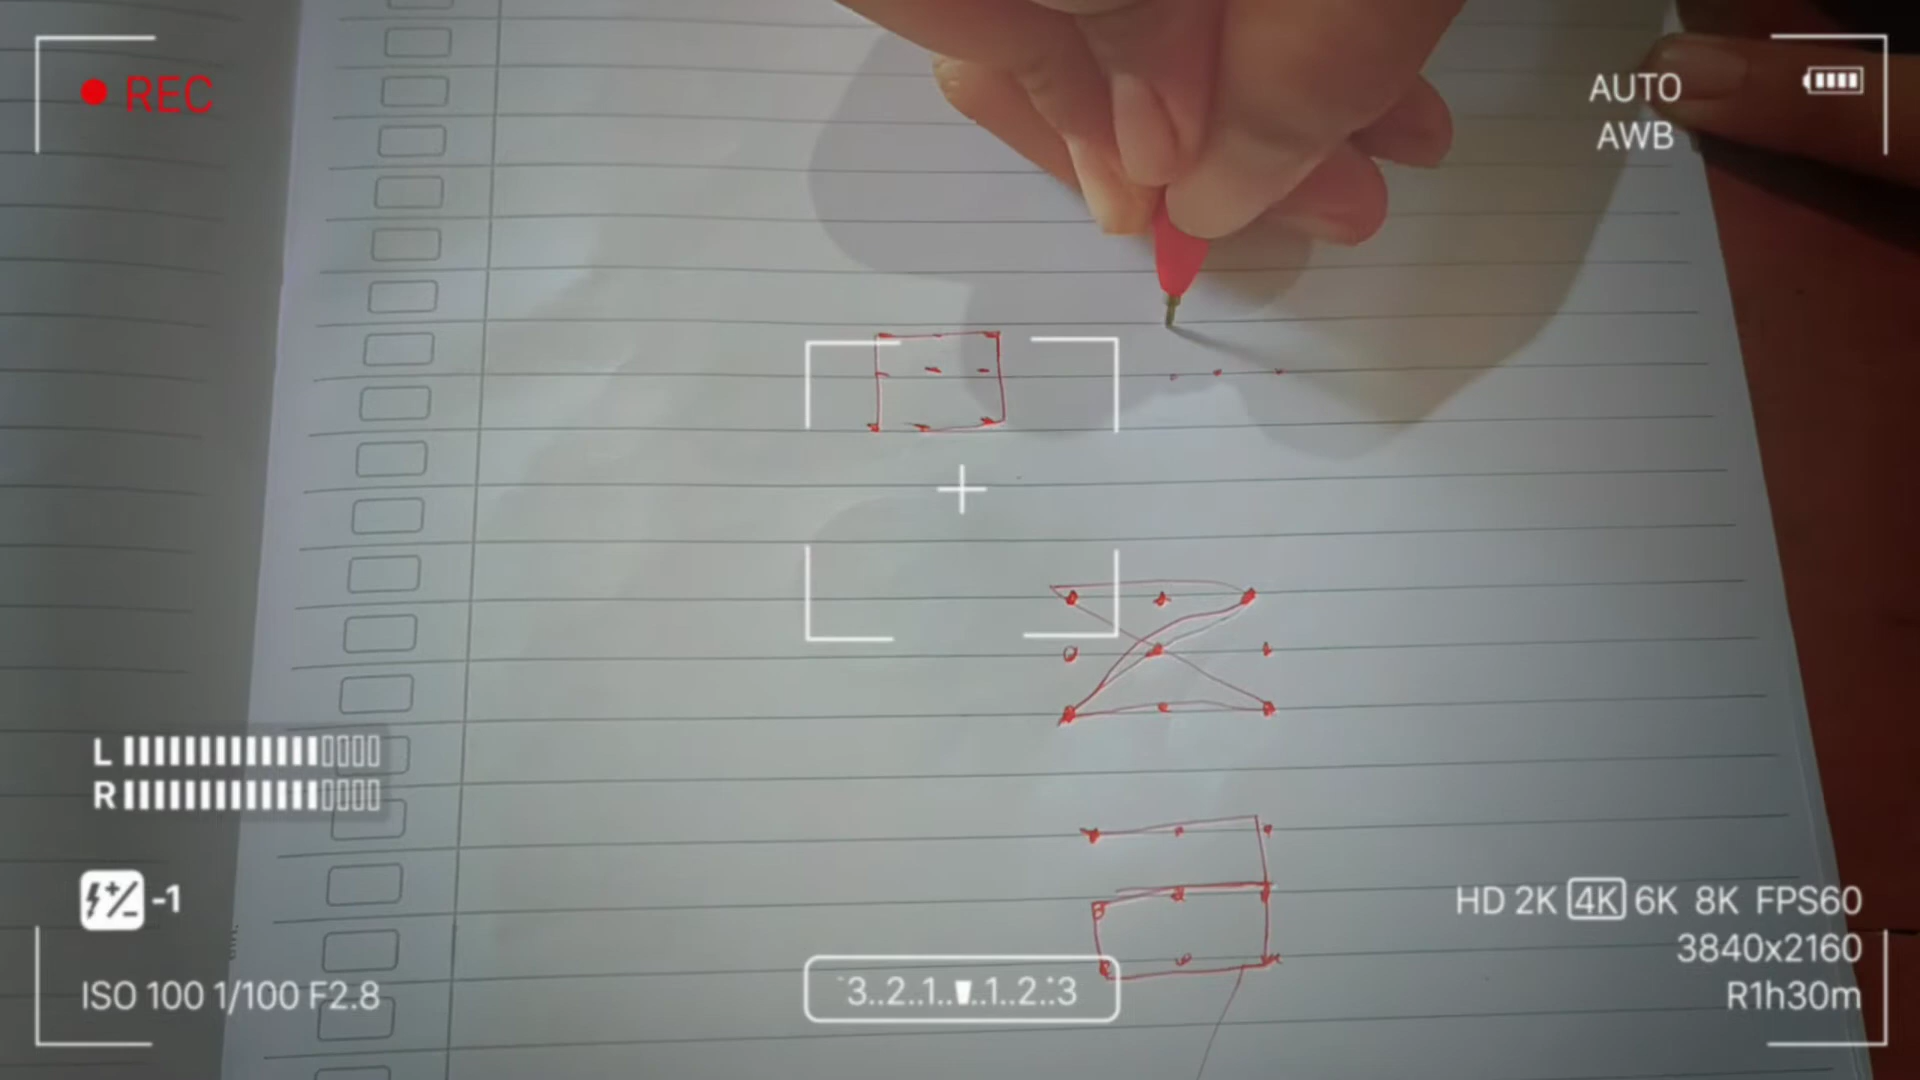 REC
AUTO
AWB
L
R
-1
HD 2K 4K 6K 8K FPS60
3840x2160
R1h30m
ISO 100 1/100 F2.8
3..2..1..1..2..3